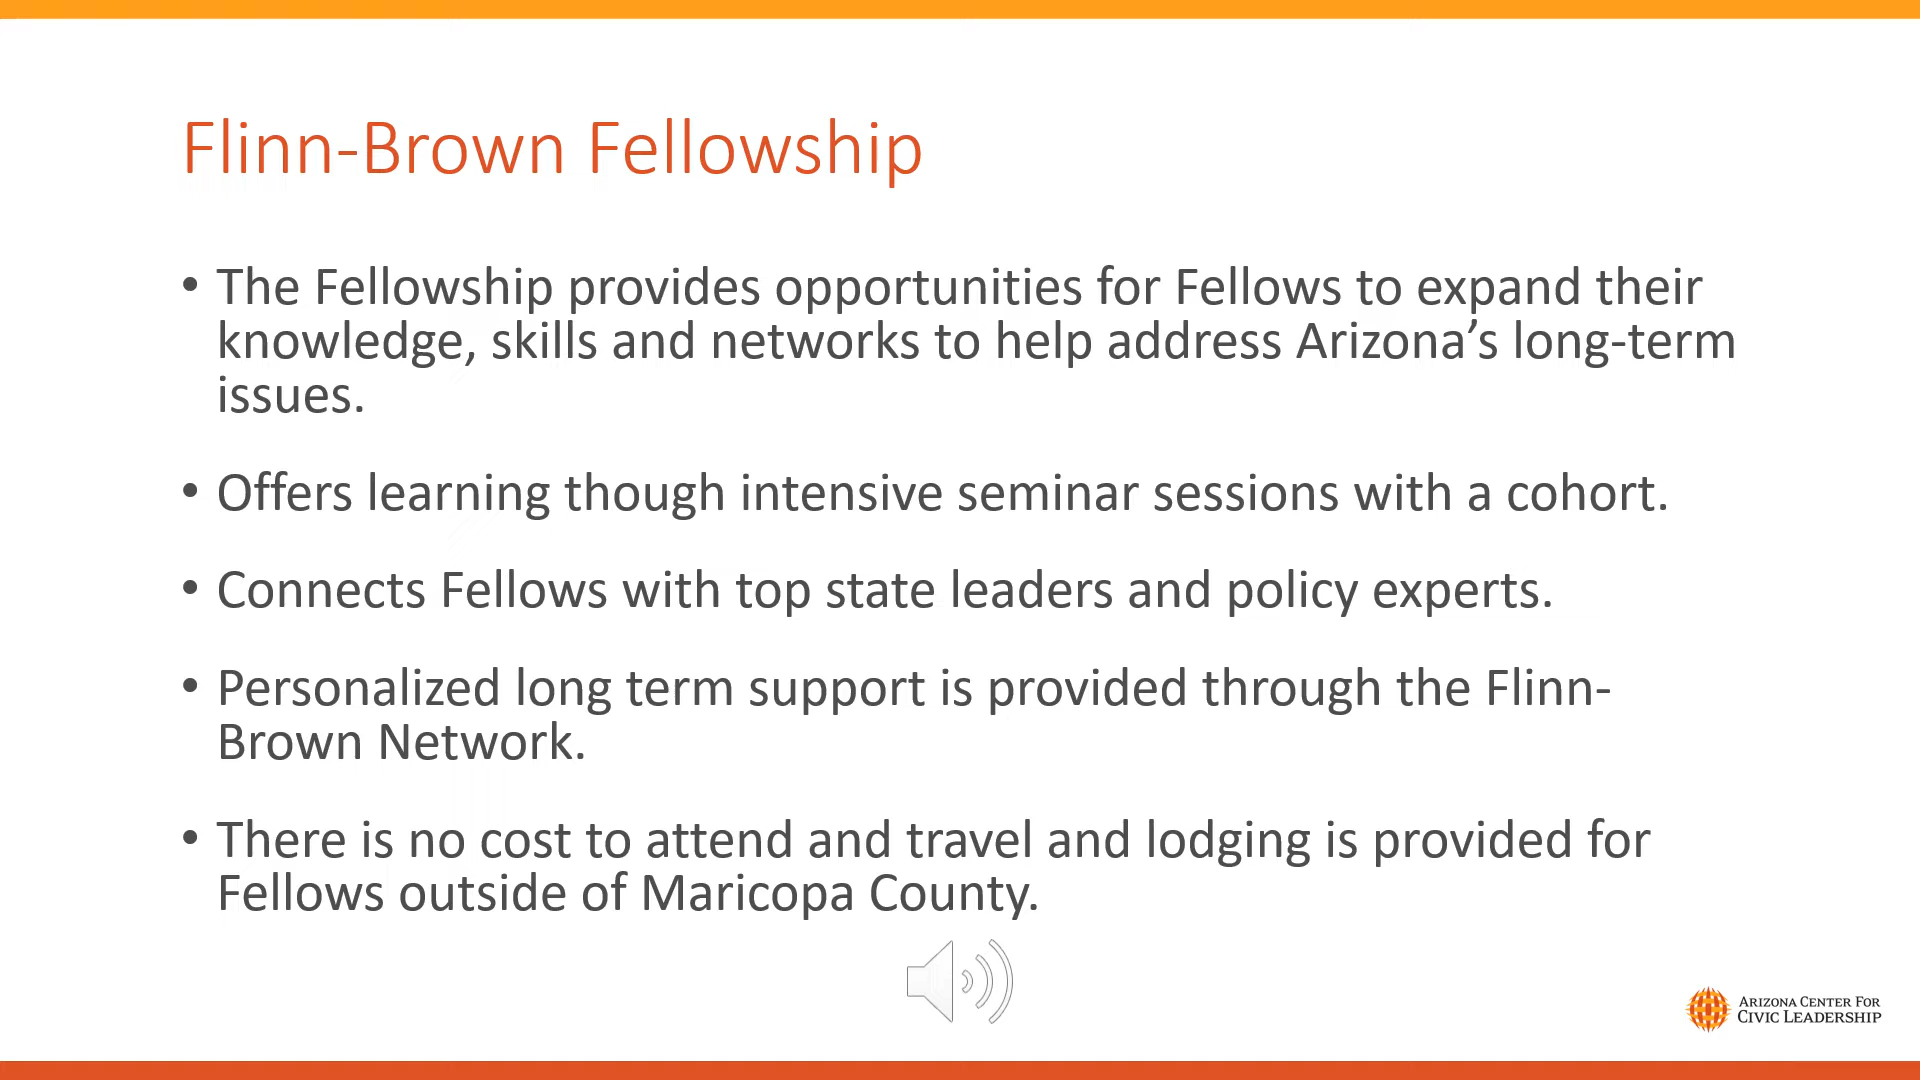 Flinn-Brown Fellowship
• The Fellowship provides opportunities for Fellows to expand their
knowledge, skills and networks to help address Arizona’s long-term
issues.
• Offers learning though intensive seminar sessions with a cohort.
• Connects Fellows with top state leaders and policy experts.
• Personalized long term support is provided through the Flinn-
Brown Network.
• There is no cost to attend and travel and lodging is provided for
Fellows outside of Maricopa County.
ARIZONA CENTER FOR
CIVIC LEADERSHIP